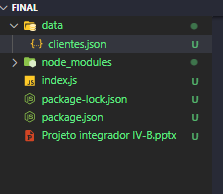 FINAL
data
clientes.json U
node_modules
index.js U
package-lock.json U
package.json U
Projeto integrador IV-B.pptx U